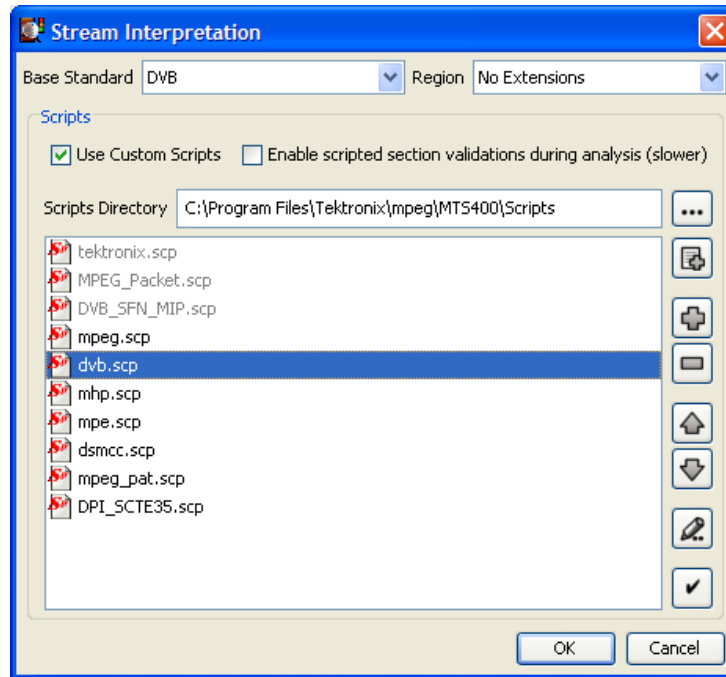 Stream Interpretation
Base Standard DVB Region No Extensions
Scripts
Use Custom Scripts Enable scripted section validations during analysis (slower)
Scripts Directory C:\Program Files\Tektronix\mpeg\MTS400\Scripts ...
tektronix.scp
MPEG_Packet.scp
DVB_SFN_MIP.scp
mpeg.scp
dvb.scp
mhp.scp
mpe.scp
dsmcc.scp
mpeg_pat.scp
DPI_SCTE35.scp
OK Cancel